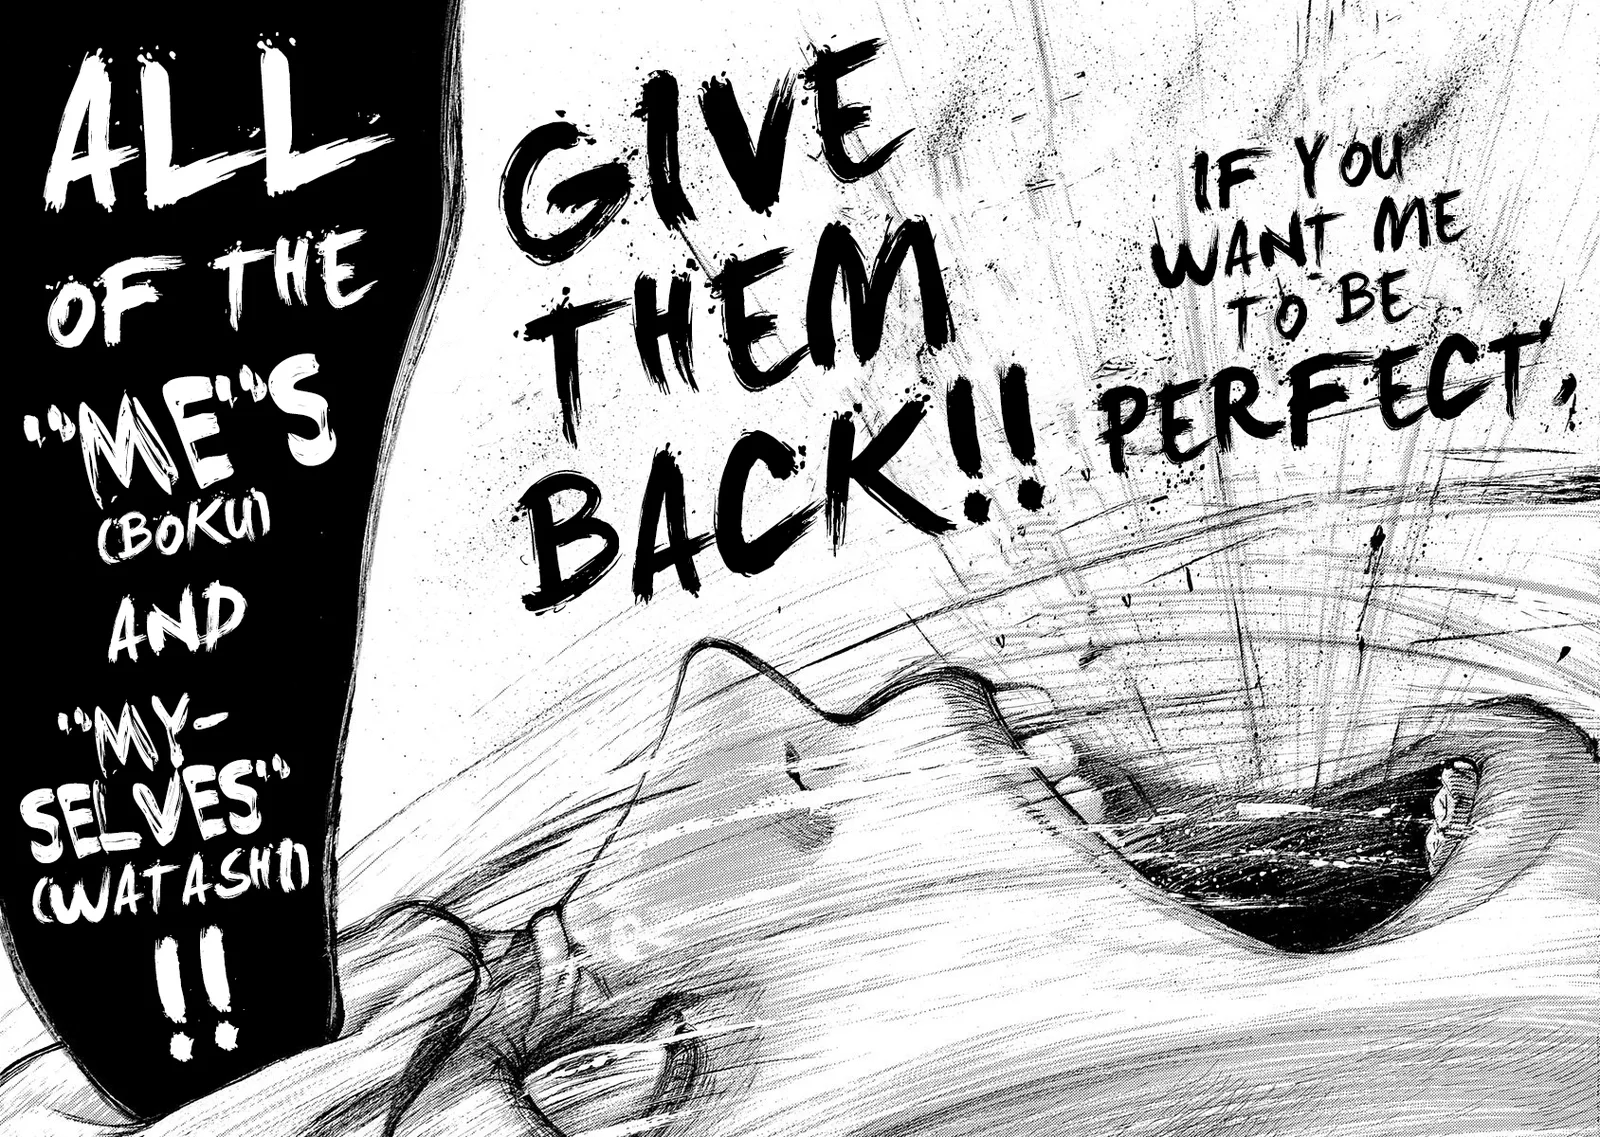 IF YOU
WANT ME
TO BE
PERFECT,
GIVE
THEM
BACK!!
ALL
OF THE
"ME"S
(BOKU)
AND
"MY-
SELVES"
(WATASHI)
!!